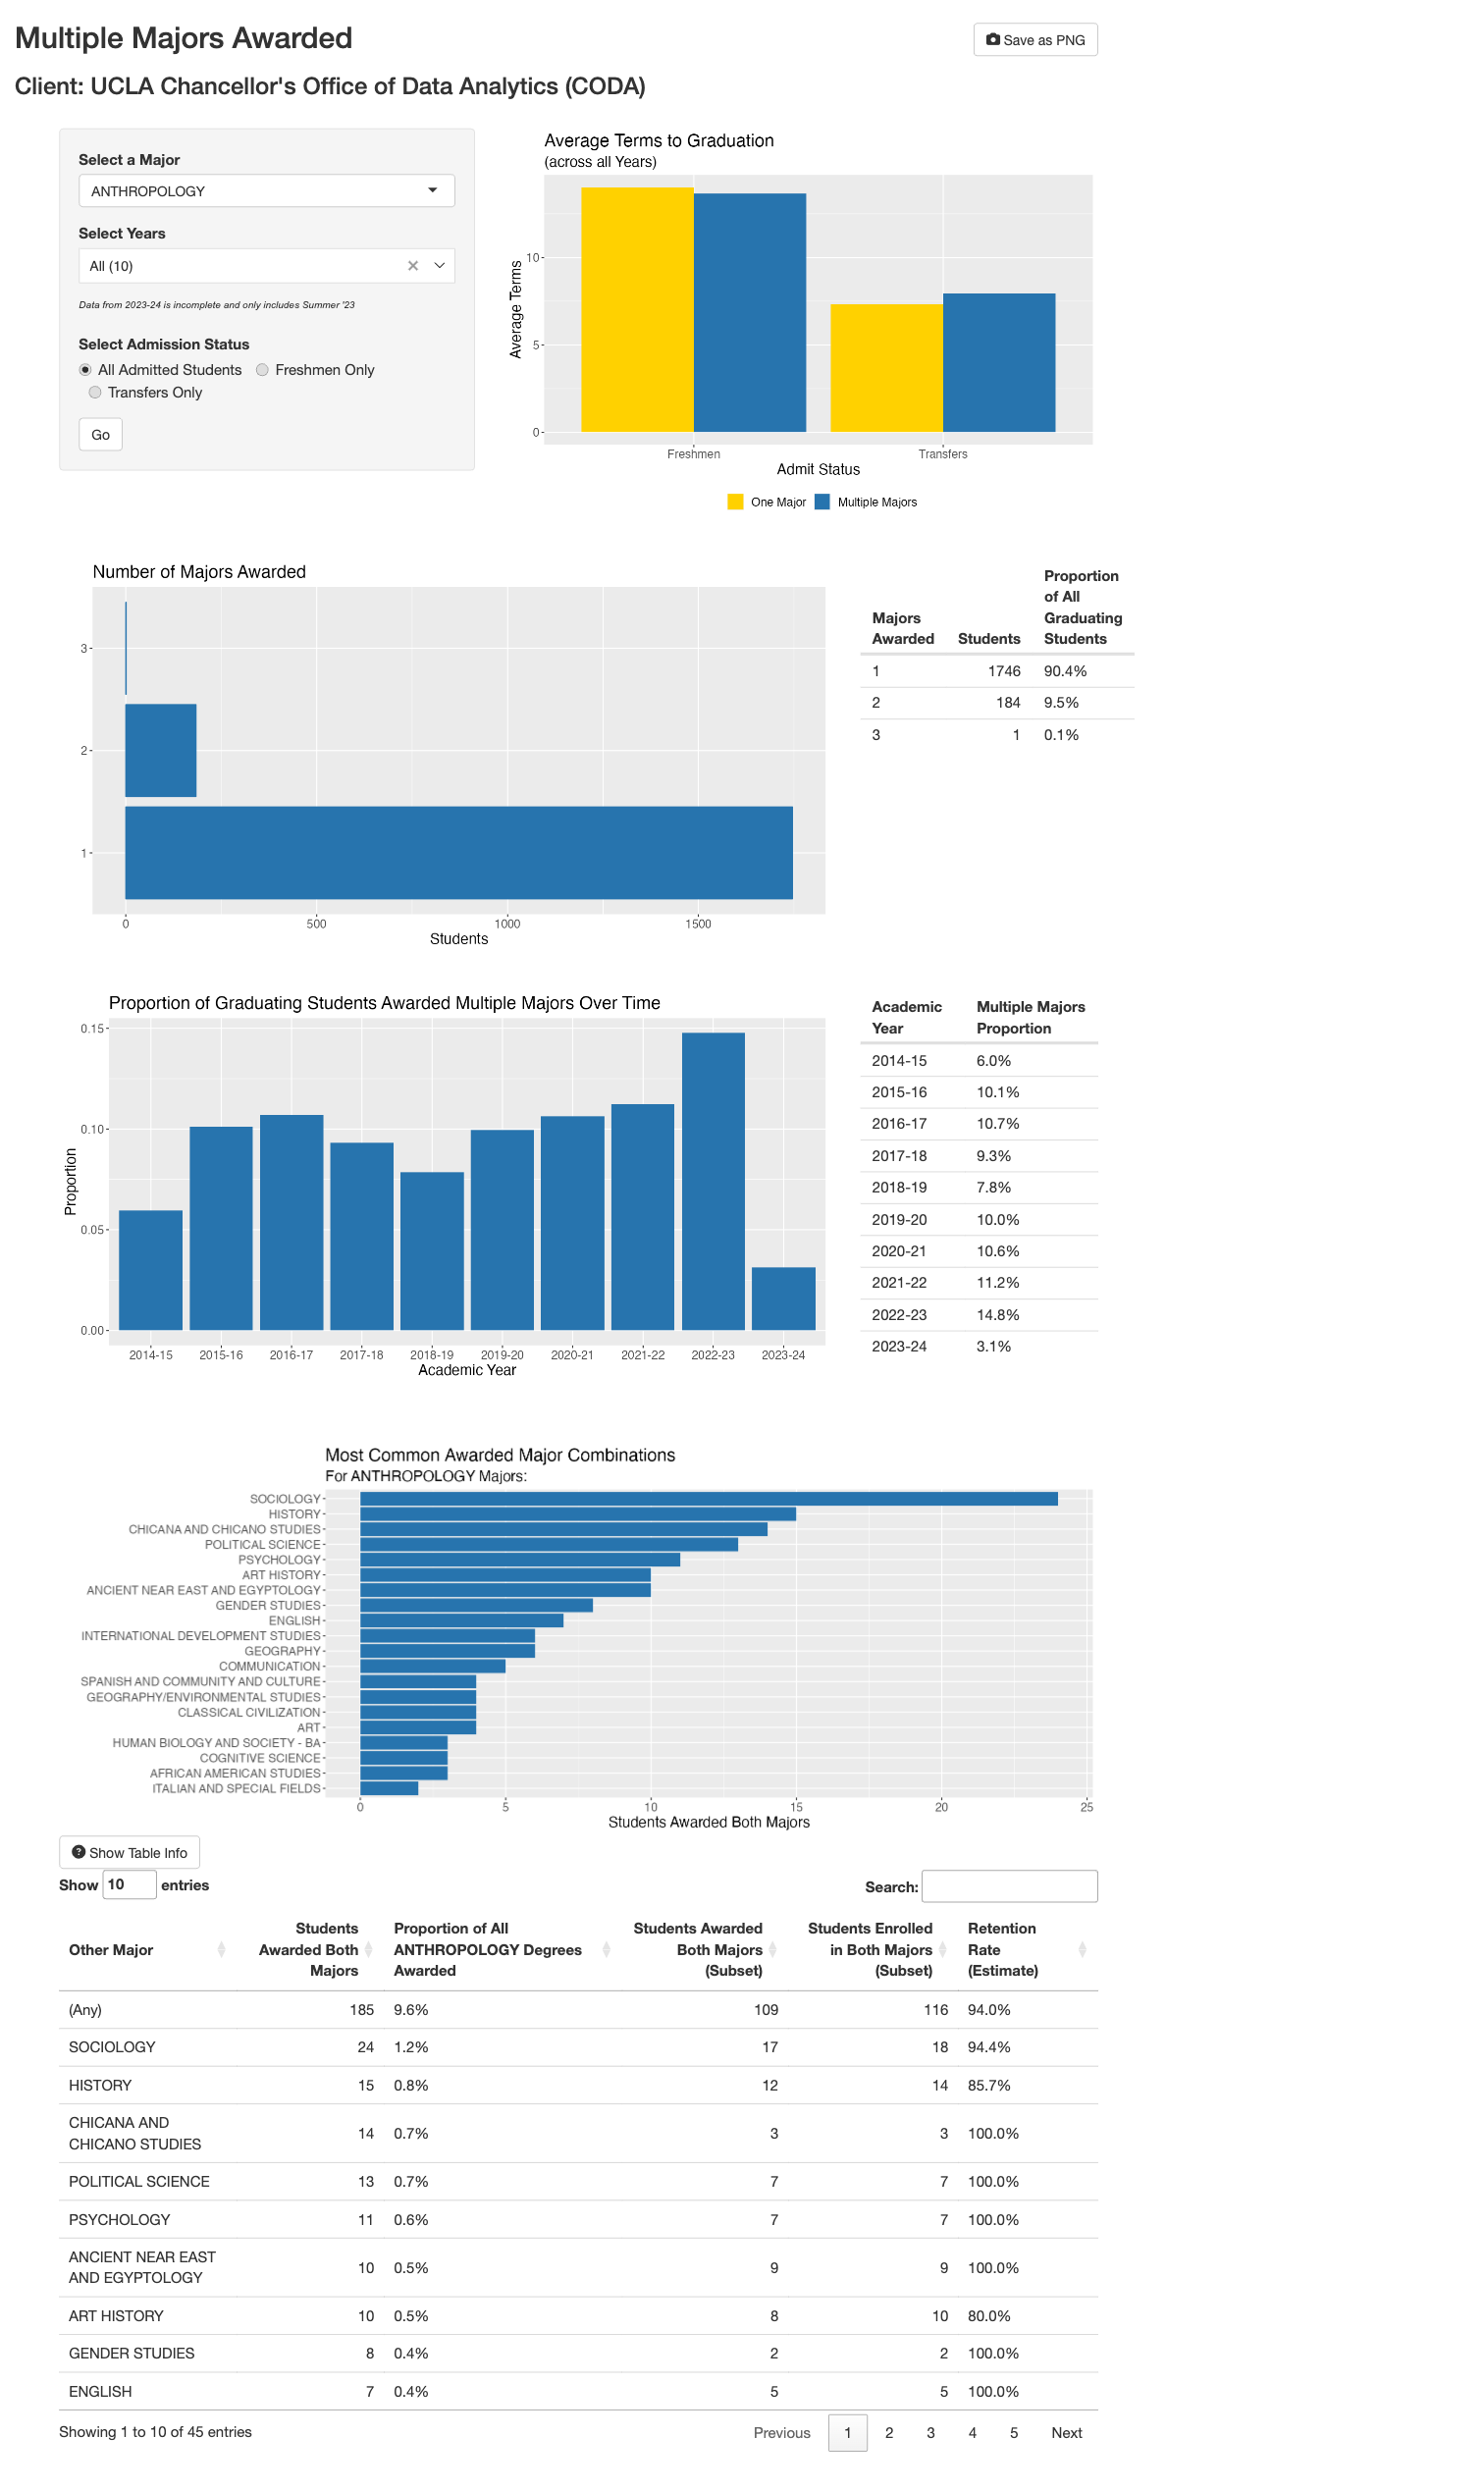 Multiple Majors Awarded
Save as PNG
Client: UCLA Chancellor's Office of Data Analytics (CODA)
Select a Major
ANTHROPOLOGY
Select Years
All (10)
Data from 2023-24 is incomplete and only includes Summer '23
Select Admission Status
All Admitted Students Freshmen Only
Transfers Only
Go
Average Terms to Graduation
(across all Years)
Average Terms
10
5
0
Freshmen Transfers
Admit Status
One Major Multiple Majors
Number of Majors Awarded
3
2
1
0 500 1000 1500
Students
Majors Awarded Students Proportion of All Graduating Students
1 1746 90.4%
2 184 9.5%
3 1 0.1%
Proportion of Graduating Students Awarded Multiple Majors Over Time
Proportion
0.15
0.10
0.05
0.00
2014-15 2015-16 2016-17 2017-18 2018-19 2019-20 2020-21 2021-22 2022-23 2023-24
Academic Year
Academic Year Multiple Majors Proportion
2014-15 6.0%
2015-16 10.1%
2016-17 10.7%
2017-18 9.3%
2018-19 7.8%
2019-20 10.0%
2020-21 10.6%
2021-22 11.2%
2022-23 14.8%
2023-24 3.1%
Most Common Awarded Major Combinations
For ANTHROPOLOGY Majors:
SOCIOLOGY
HISTORY
CHICANA AND CHICANO STUDIES
POLITICAL SCIENCE
PSYCHOLOGY
ART HISTORY
ANCIENT NEAR EAST AND EGYPTOLOGY
GENDER STUDIES
ENGLISH
INTERNATIONAL DEVELOPMENT STUDIES
GEOGRAPHY
COMMUNICATION
SPANISH AND COMMUNITY AND CULTURE
GEOGRAPHY/ENVIRONMENTAL STUDIES
CLASSICAL CIVILIZATION
ART
HUMAN BIOLOGY AND SOCIETY - BA
COGNITIVE SCIENCE
AFRICAN AMERICAN STUDIES
ITALIAN AND SPECIAL FIELDS
0 5 10 15 20 25
Students Awarded Both Majors
Show Table Info
Show 10 entries
Search:
Other Major Students Awarded Both Majors Proportion of All ANTHROPOLOGY Degrees Awarded Students Awarded Both Majors (Subset) Students Enrolled in Both Majors (Subset) Retention Rate (Estimate)
(Any) 185 9.6% 109 116 94.0%
SOCIOLOGY 24 1.2% 17 18 94.4%
HISTORY 15 0.8% 12 14 85.7%
CHICANA AND CHICANO STUDIES 14 0.7% 3 3 100.0%
POLITICAL SCIENCE 13 0.7% 7 7 100.0%
PSYCHOLOGY 11 0.6% 7 7 100.0%
ANCIENT NEAR EAST AND EGYPTOLOGY 10 0.5% 9 9 100.0%
ART HISTORY 10 0.5% 8 10 80.0%
GENDER STUDIES 8 0.4% 2 2 100.0%
ENGLISH 7 0.4% 5 5 100.0%
Showing 1 to 10 of 45 entries
Previous 1 2 3 4 5 Next